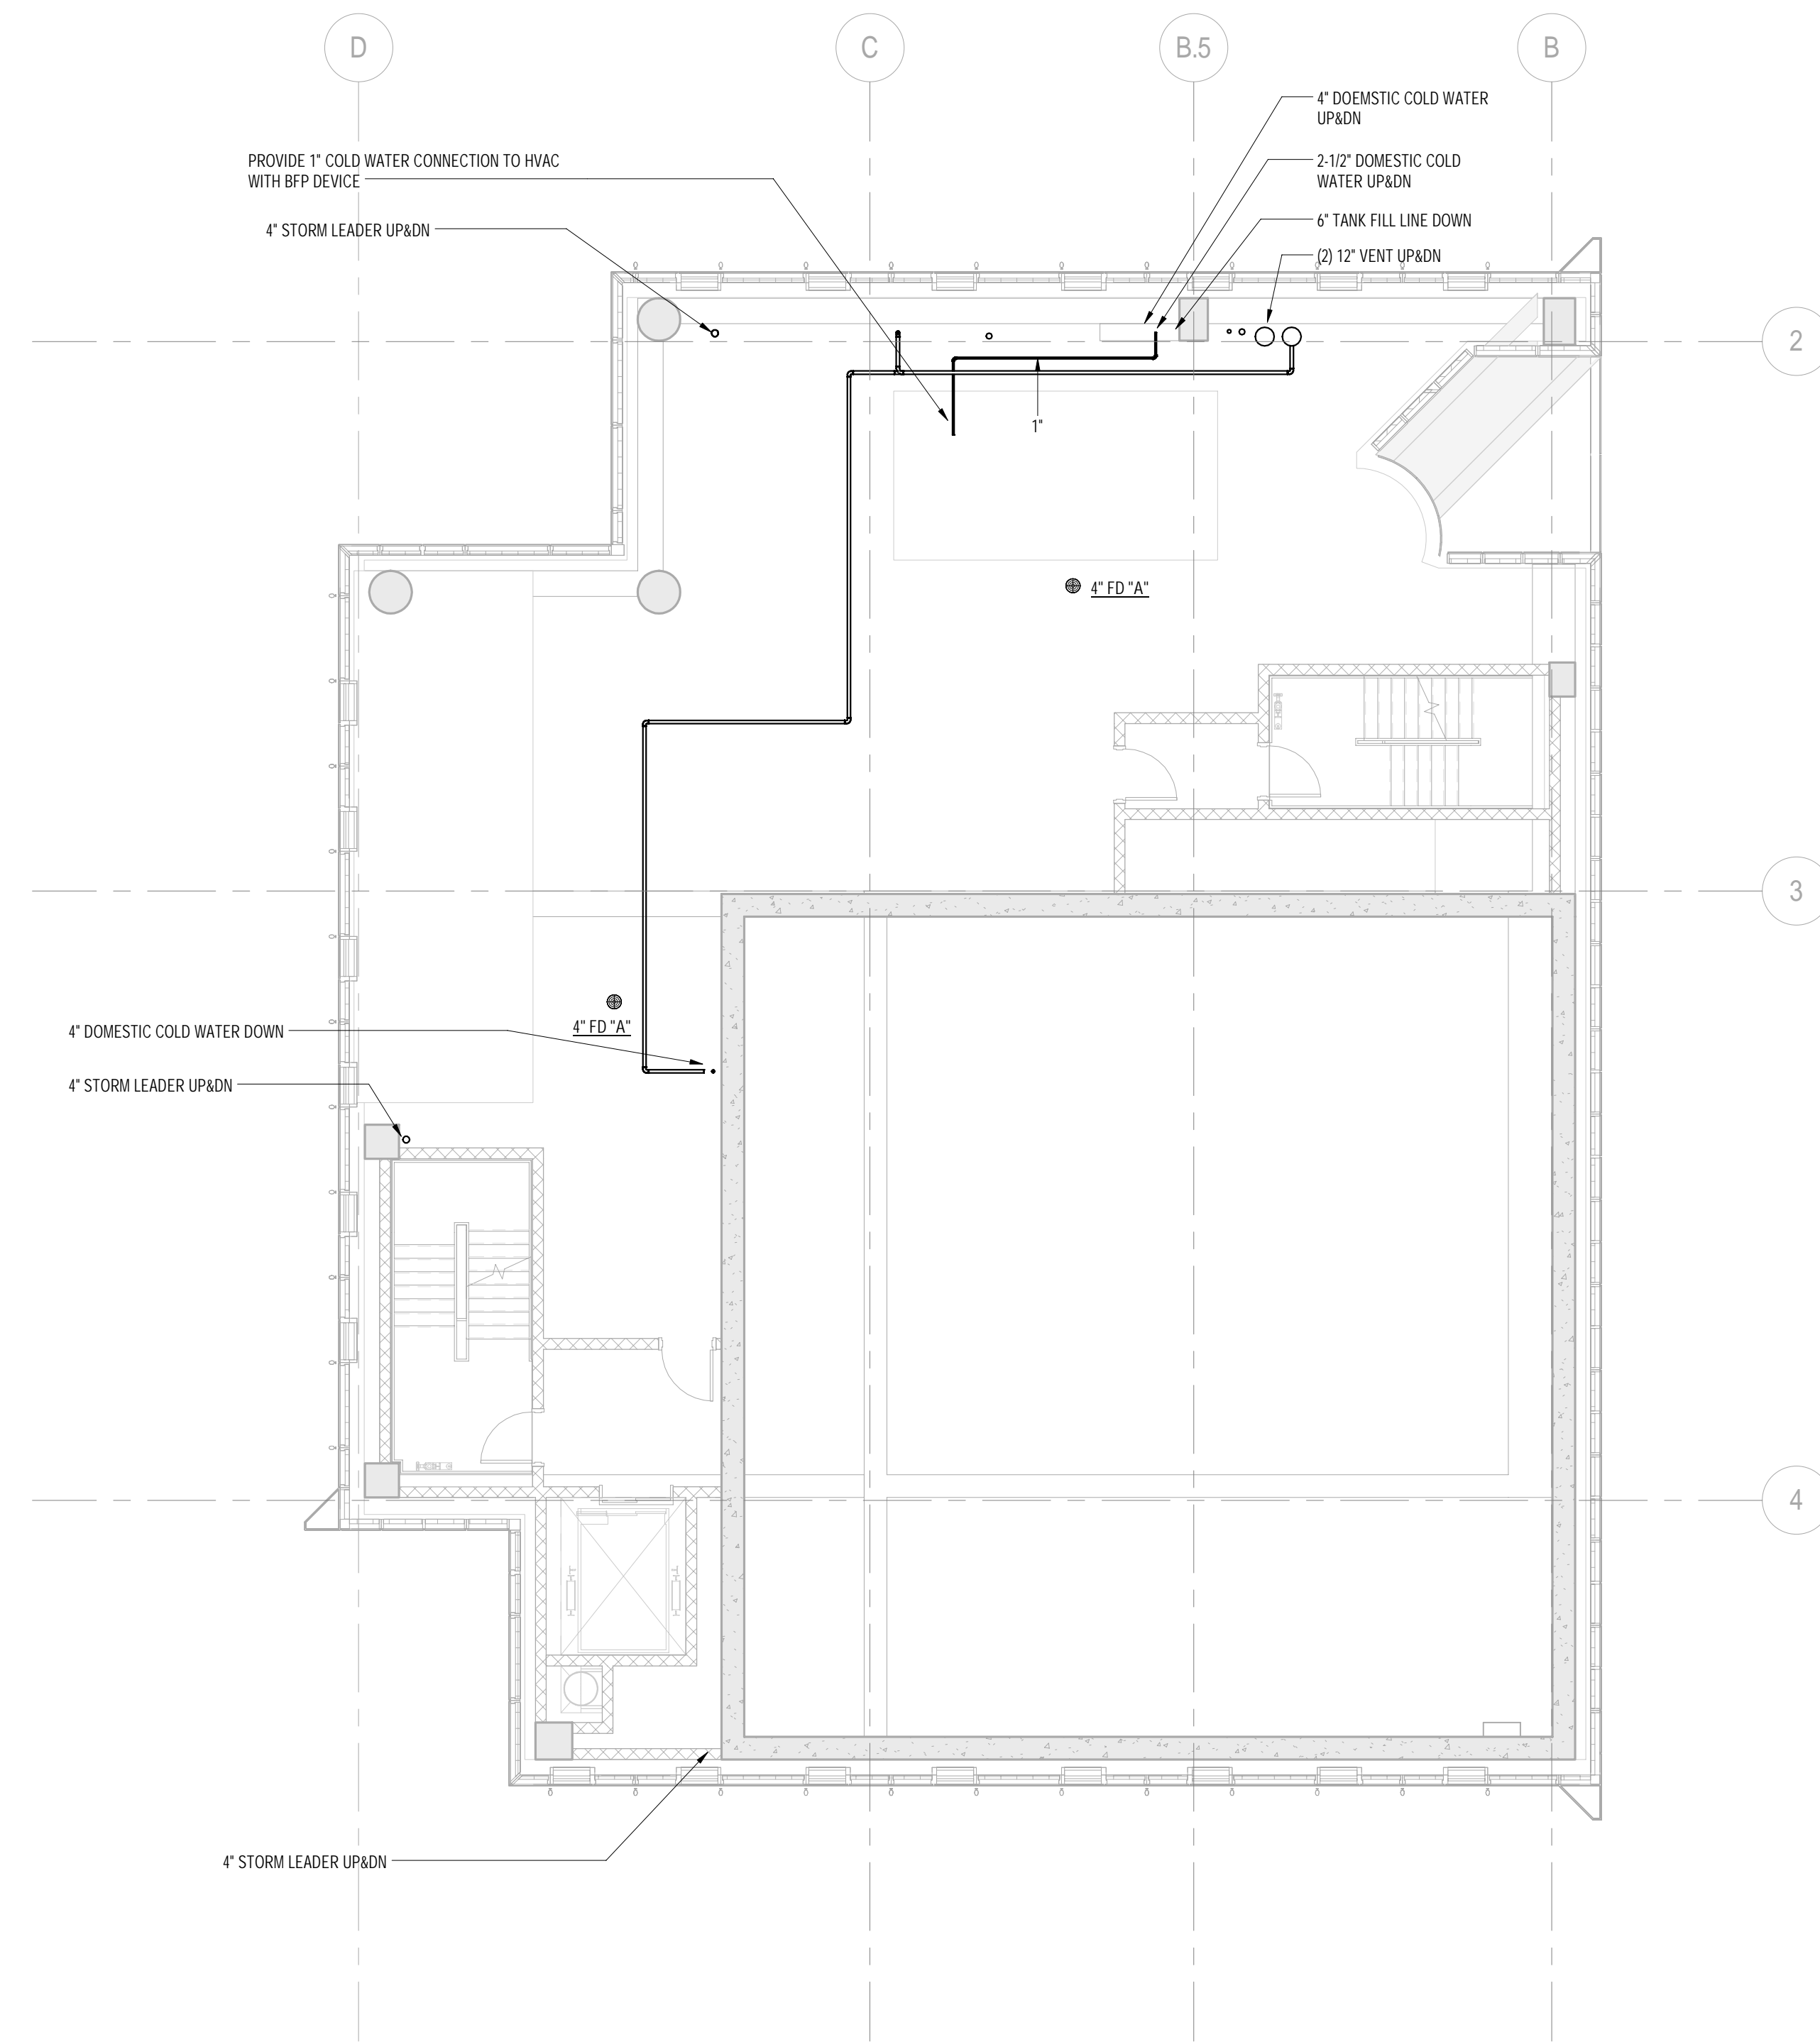 D
C
B.5
B
4" DOEMSTIC COLD WATER
UP&DN
PROVIDE 1" COLD WATER CONNECTION TO HVAC
WITH BFP DEVICE
2-1/2" DOMESTIC COLD
WATER UP&DN
4" STORM LEADER UP&DN
6" TANK FILL LINE DOWN
(2) 12" VENT UP&DN
2
1"
4" FD "A"
3
4" FD "A"
4" DOMESTIC COLD WATER DOWN
4" STORM LEADER UP&DN
4
4" STORM LEADER UP&DN